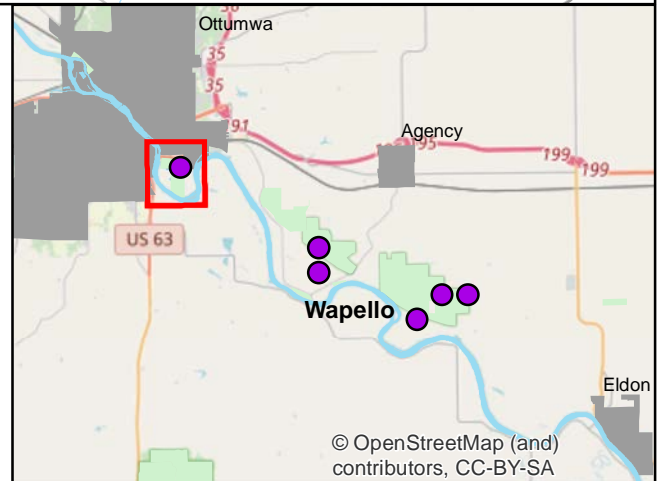 Ottumwa
35
35
191
Agency
195
199
199
US 63
Wapello
Eldon
© OpenStreetMap (and)
contributors, CC-BY-SA